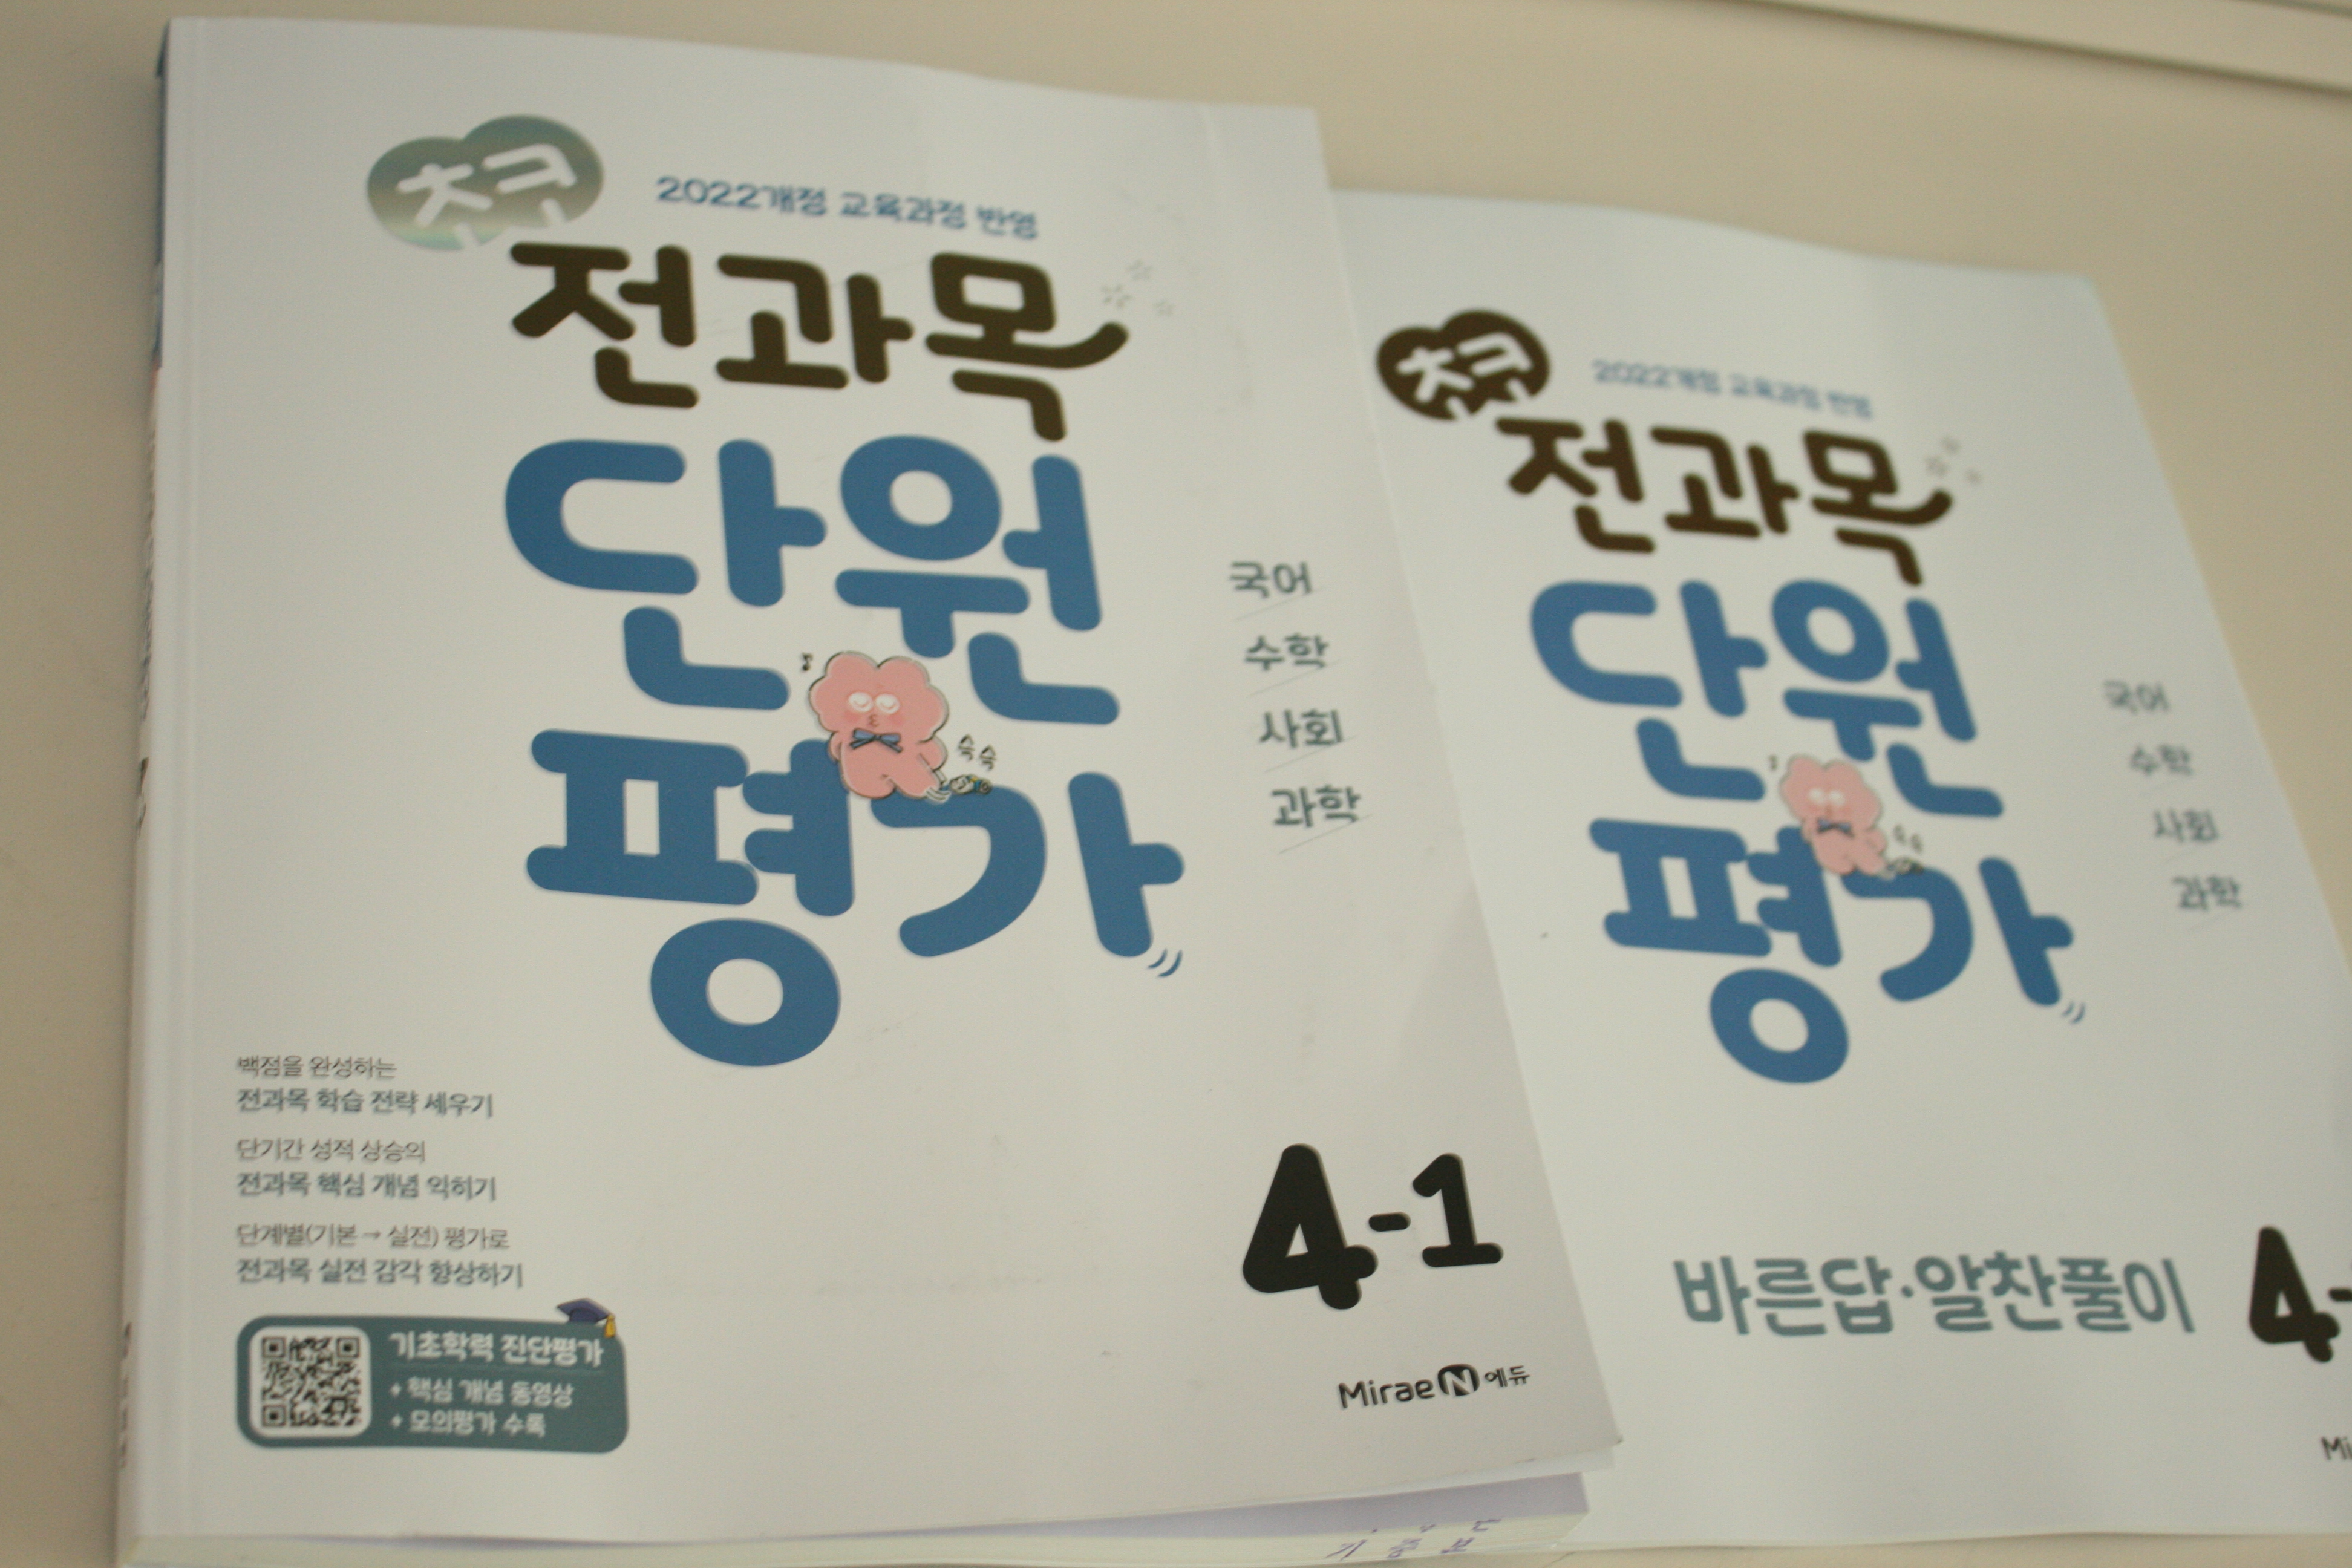 첫
2022개정 교육과정 반영
전과목
단원
평가
슥슥
국어
수학
사회
과학
백점을 완성하는
전과목 학습 전략 세우기
단기간 성적 상승의
전과목 핵심 개념 익히기
단계별(기본 → 실전) 평가로
전과목 실전 감각 향상하기
기초학력 진단평가
+ 핵심 개념 동영상
+ 모의평가 수록
4-1
Mirae N 에듀
첫
2022개정 교육과정 반영
전과목
단원
평가
국어
수학
사회
과학
바른답·알찬풀이
4-
Mi